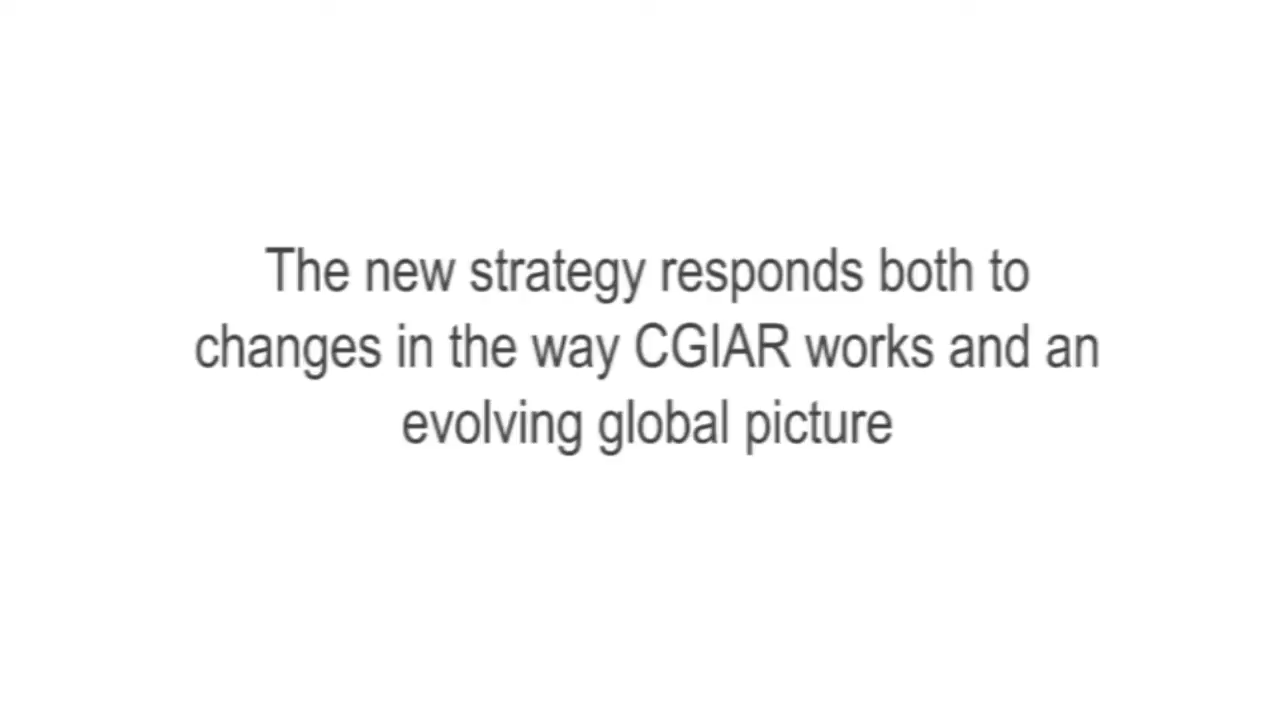 The new strategy responds both to
changes in the way CGIAR works and an
evolving global picture